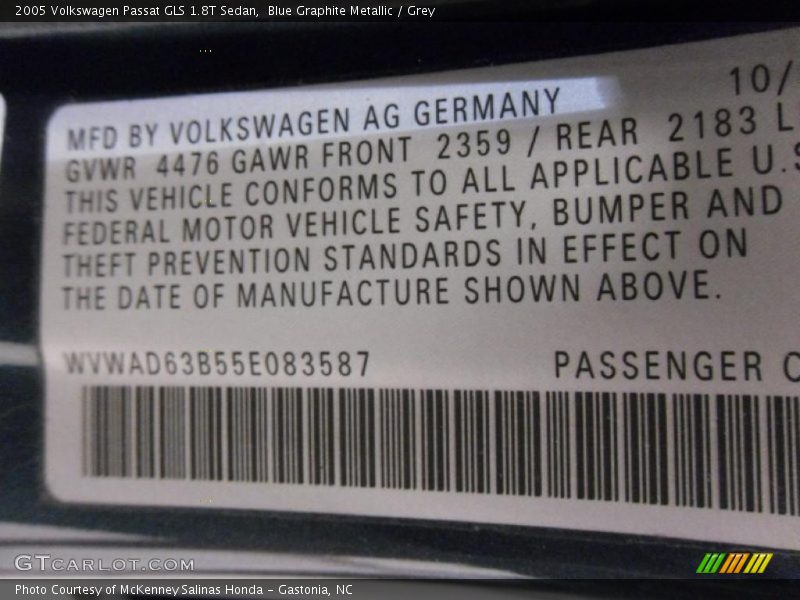 2005 Volkswagen Passat GLS 1.8T Sedan, Blue Graphite Metallic / Grey
MFD BY VOLKSWAGEN AG GERMANY 10/
GVWR 4476 GAWR FRONT 2359 / REAR 2183 L
THIS VEHICLE CONFORMS TO ALL APPLICABLE U.S
FEDERAL MOTOR VEHICLE SAFETY, BUMPER AND
THEFT PREVENTION STANDARDS IN EFFECT ON
THE DATE OF MANUFACTURE SHOWN ABOVE.
WVWAD63B55E083587 PASSENGER C
GTCARLOT.COM
Photo Courtesy of McKenney Salinas Honda - Gastonia, NC